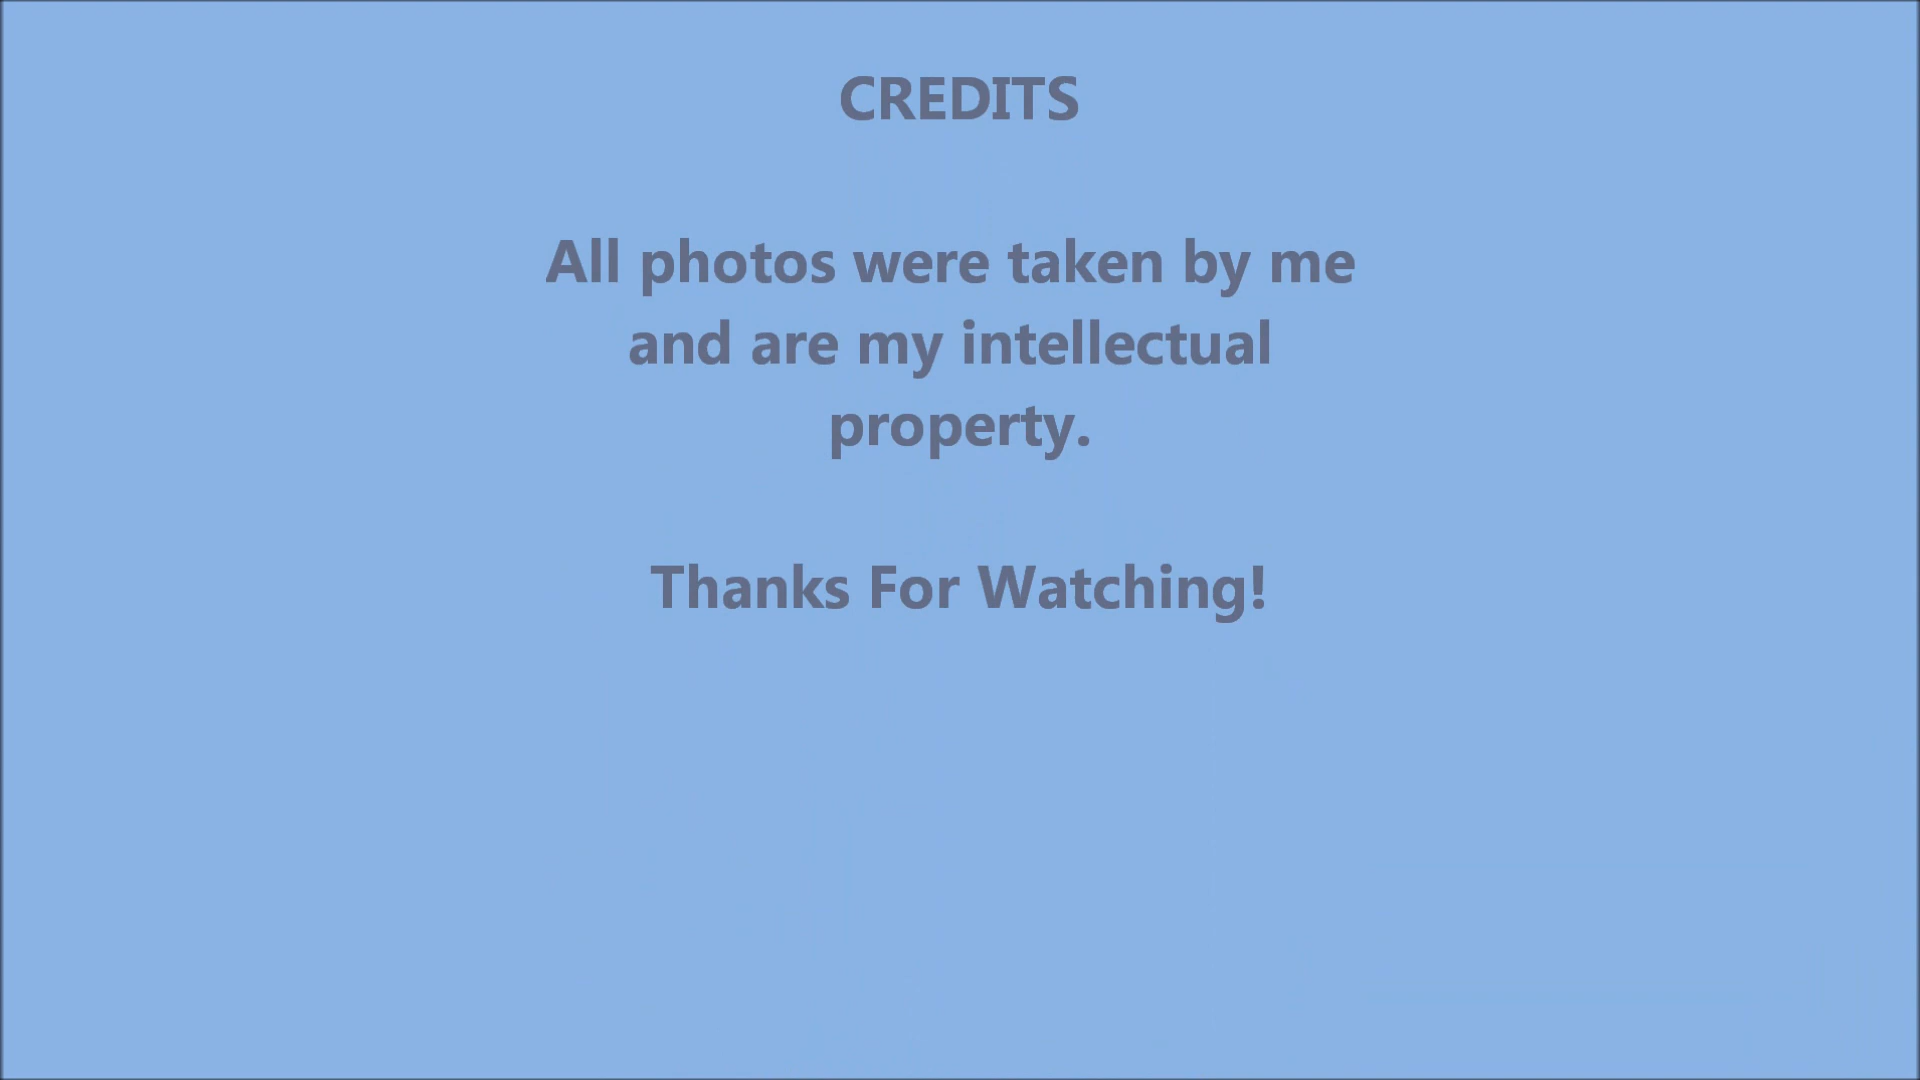 CREDITS
All photos were taken by me
and are my intellectual
property.
Thanks For Watching!